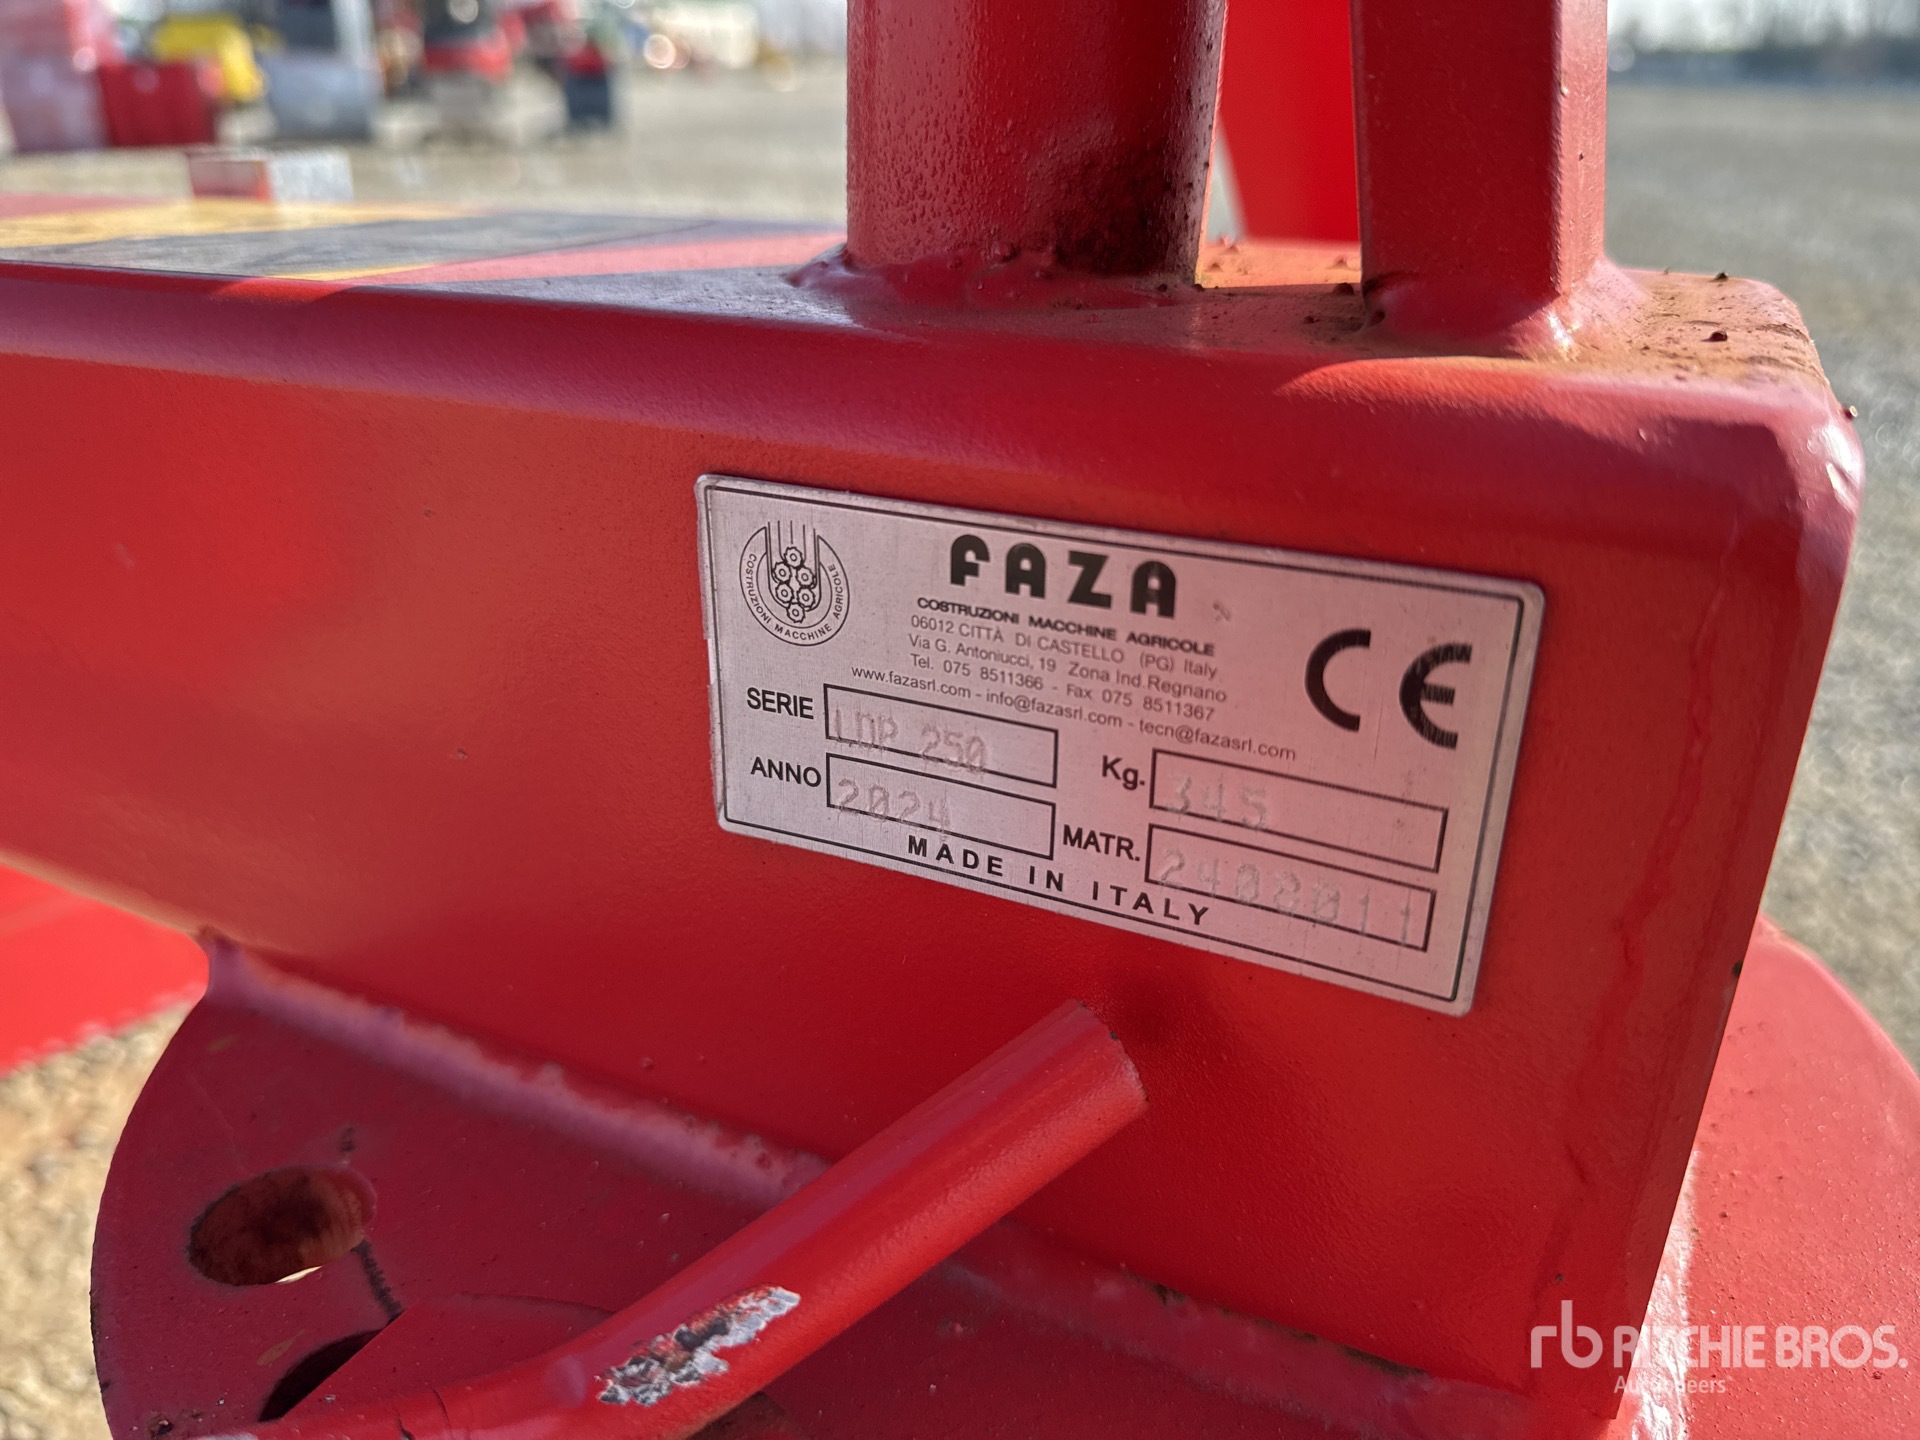 FAZA
COSTRUZIONI MACCHINE AGRICOLE
COSTRUZIONI MACCHINE AGRICOLE
06012 CITTÀ DI CASTELLO (PG) Italy
Via G. Antoniucci, 19 Zona Ind.Regnano
Tel. 075 8511366 - Fax 075 8511367
www.fazasrl.com - info@fazasrl.com - tecn@fazasrl.com
CE
SERIE LDP 250
Kg. 345
ANNO 2024
MATR. 2408011
MADE IN ITALY
rb RITCHIE BROS.
Auctioneers